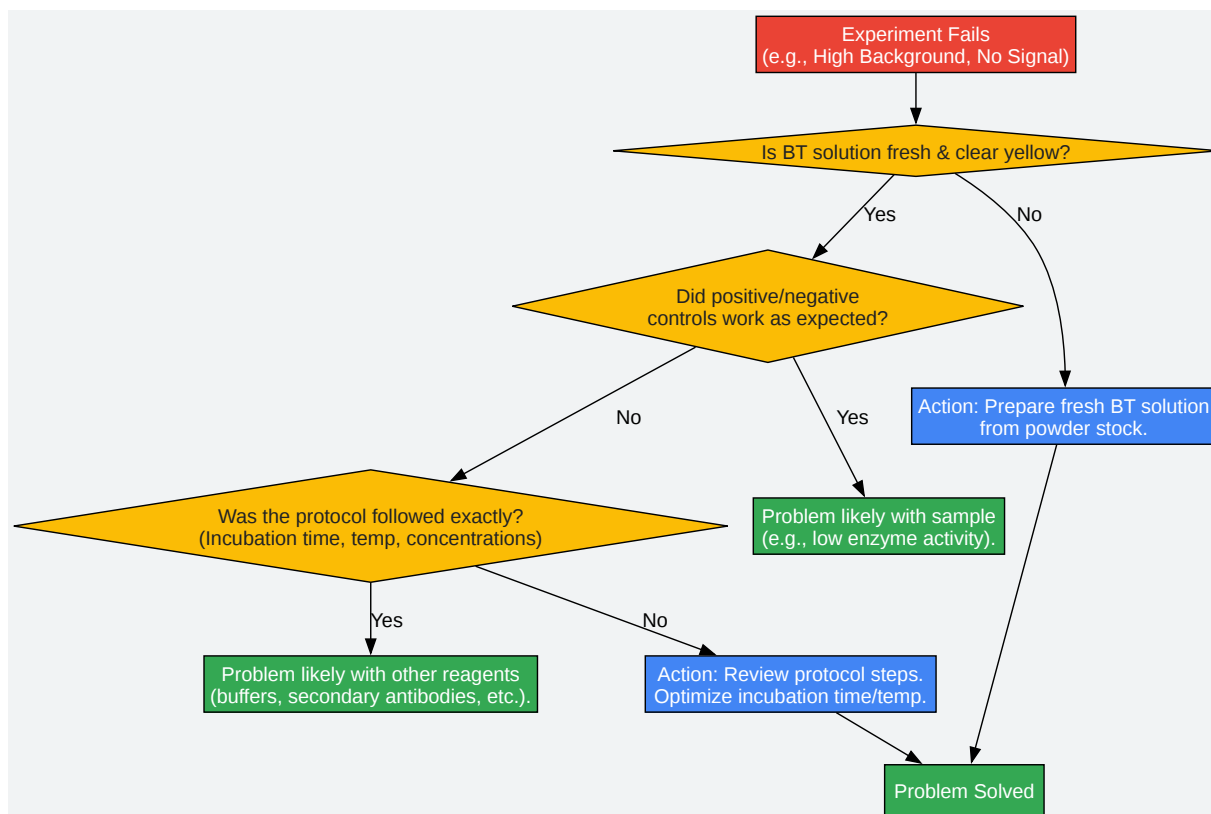 Experiment Fails
(e.g., High Background, No Signal)
Is BT solution fresh & clear yellow?
Yes
No
Did positive/negative
controls work as expected?
Action: Prepare fresh BT solution
from powder stock.
No
Yes
Was the protocol followed exactly?
(Incubation time, temp, concentrations)
Problem likely with sample
(e.g., low enzyme activity).
Yes
No
Problem likely with other reagents
(buffers, secondary antibodies, etc.).
Action: Review protocol steps.
Optimize incubation time/temp.
Problem Solved